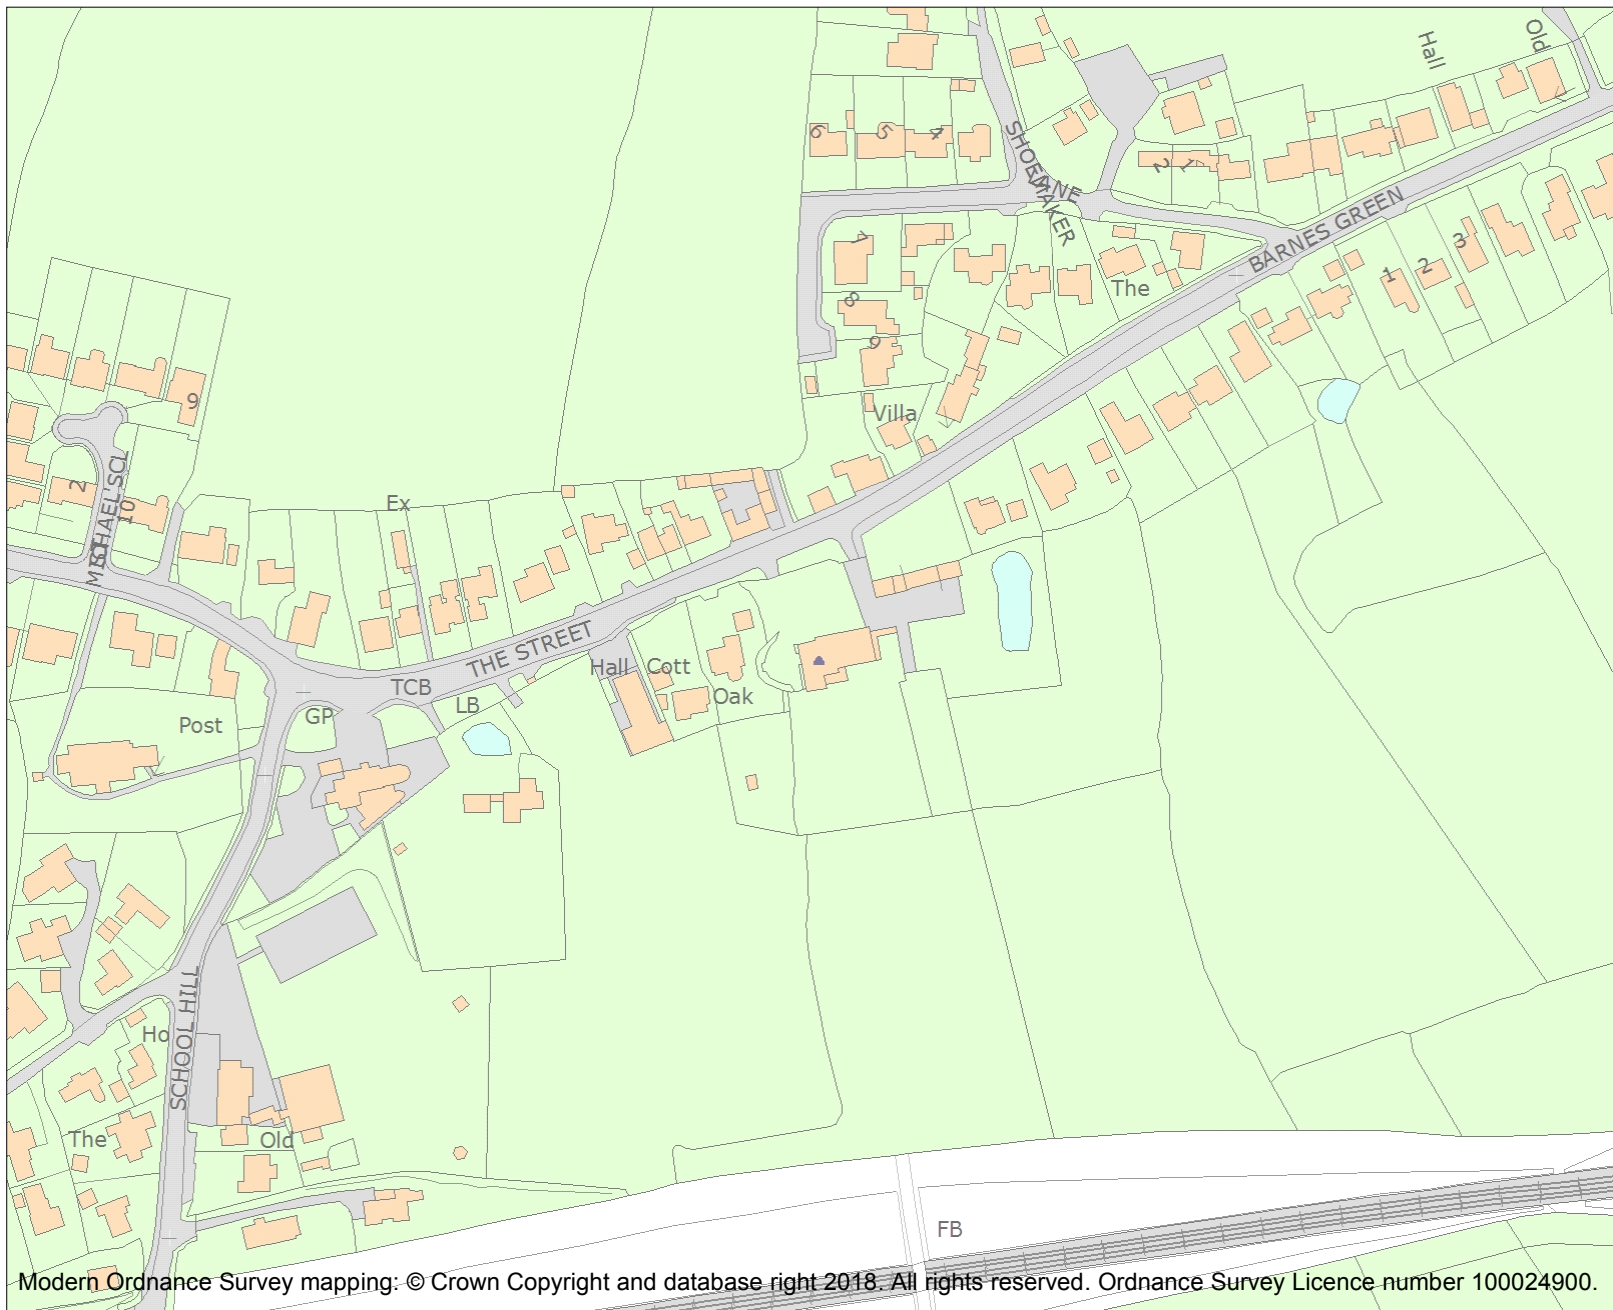 Hall
Old
6
5
4
SHOEMAKER
LANE
2
1
BARNES GREEN
7
The
1
2
3
8
9
9
Villa
Ex
2
10
THE STREET
Hall
Cott
Oak
TCB
LB
GP
Post
SCHOOL HILL
Ho
The
Old
FB
Modern Ordnance Survey mapping: © Crown Copyright and database right 2018. All rights reserved. Ordnance Survey Licence number 100024900.